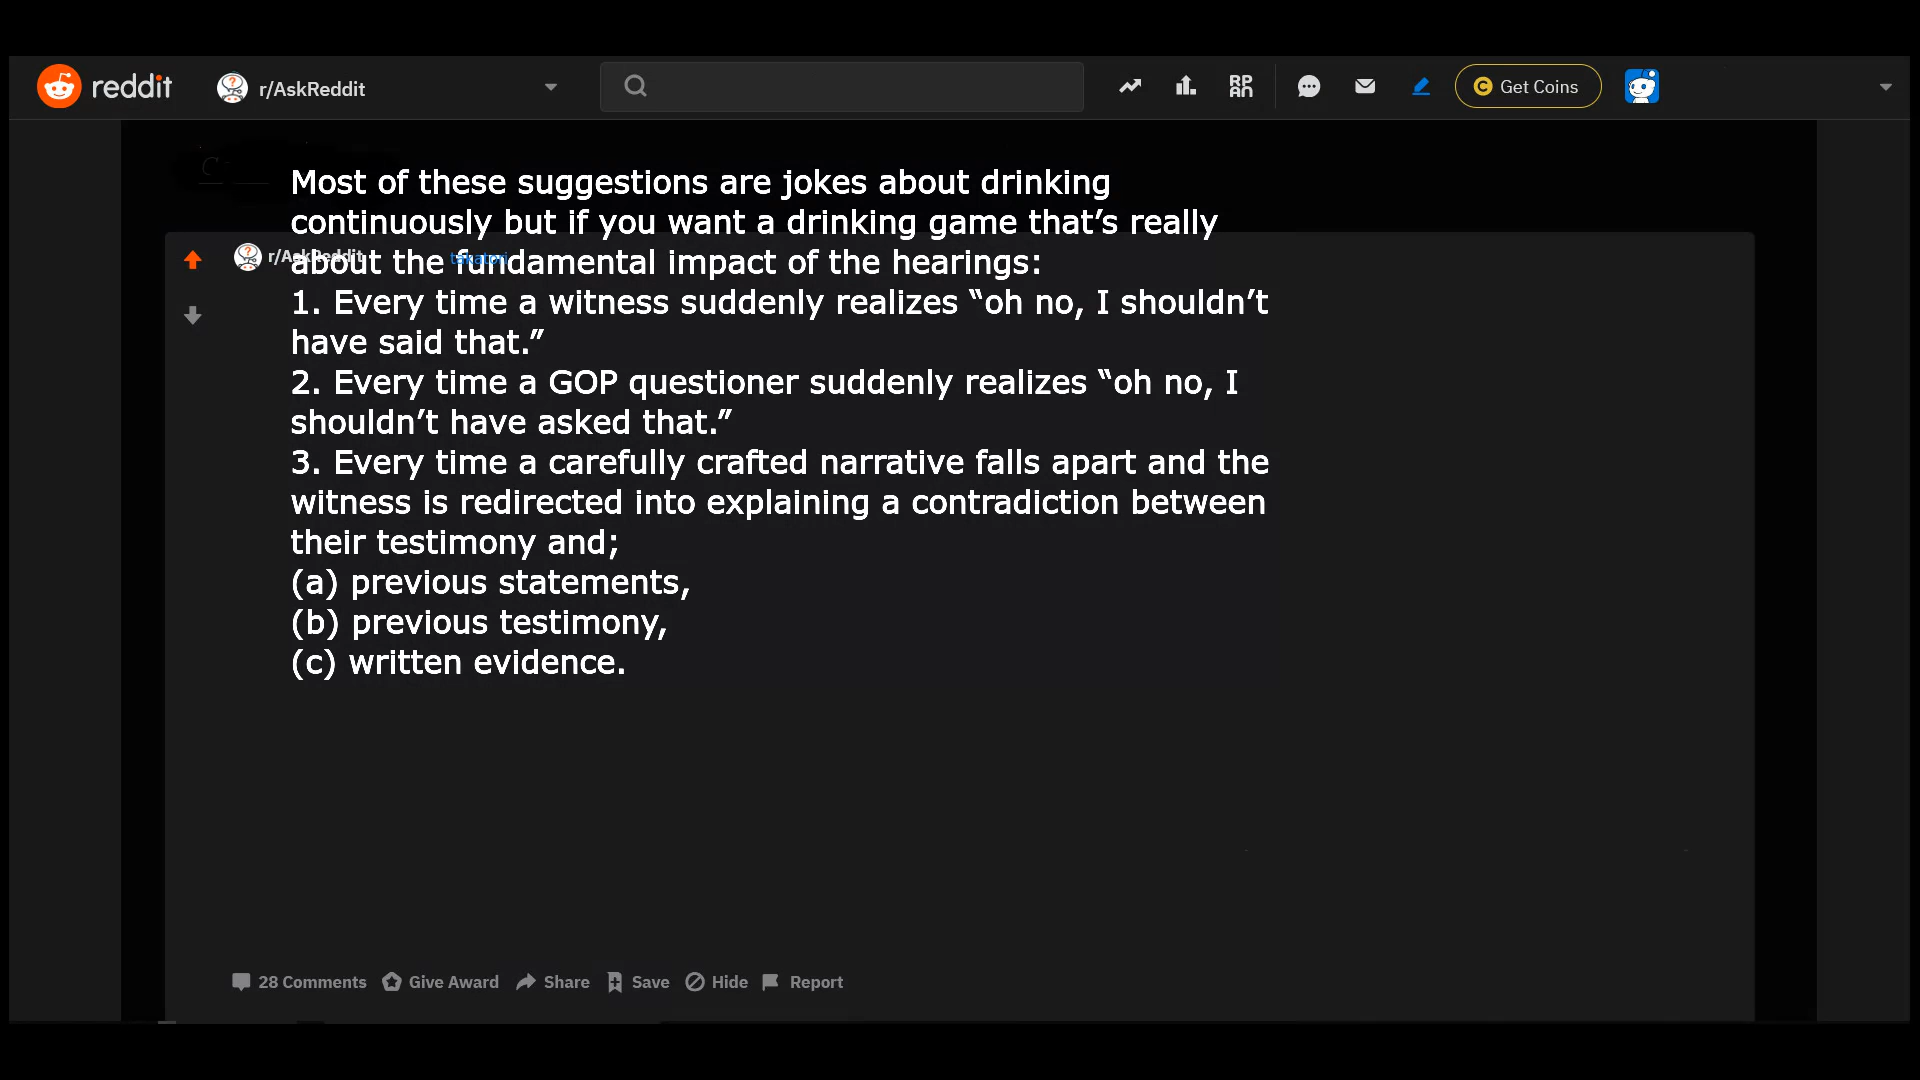 reddit r/AskReddit RPAN Get Coins
Most of these suggestions are jokes about drinking
continuously but if you want a drinking game that’s really
r/AskReddit takatori
about the fundamental impact of the hearings:
1. Every time a witness suddenly realizes “oh no, I shouldn’t
have said that.”
2. Every time a GOP questioner suddenly realizes “oh no, I
shouldn’t have asked that.”
3. Every time a carefully crafted narrative falls apart and the
witness is redirected into explaining a contradiction between
their testimony and;
(a) previous statements,
(b) previous testimony,
(c) written evidence.
28 Comments Give Award Share Save Hide Report